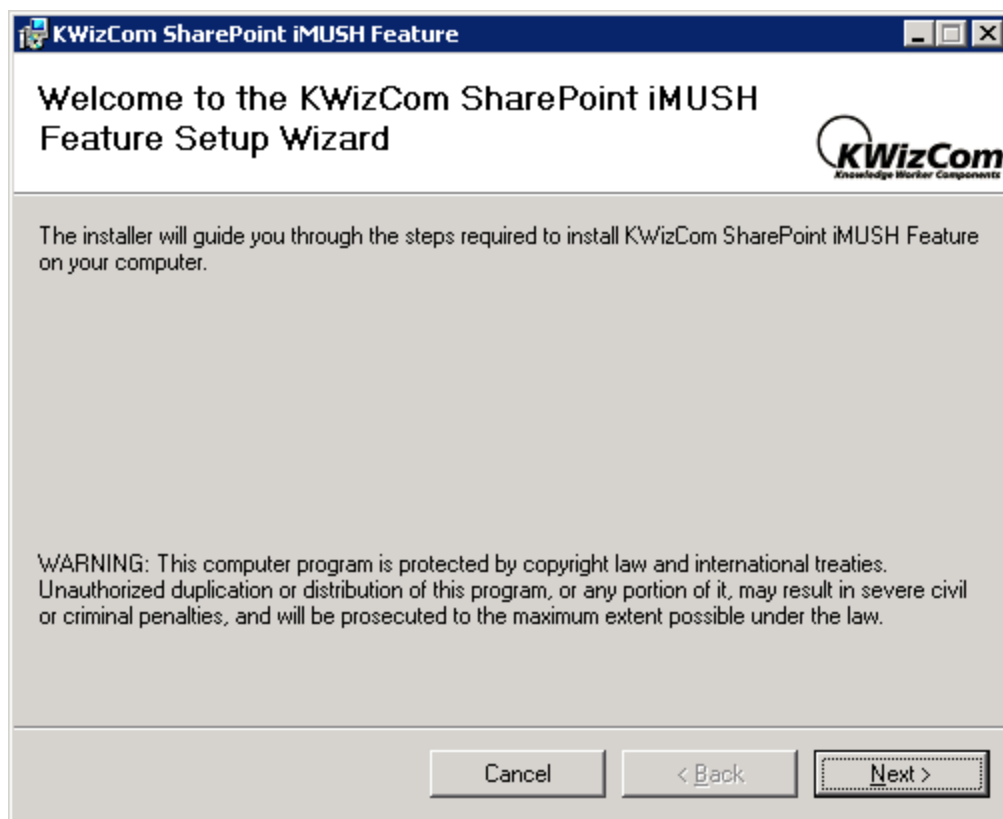 KWizCom SharePoint iMUSH Feature
Welcome to the KWizCom SharePoint iMUSH
Feature Setup Wizard
KWizCom
Knowledge Worker Components
The installer will guide you through the steps required to install KWizCom SharePoint iMUSH Feature
on your computer.
WARNING: This computer program is protected by copyright law and international treaties.
Unauthorized duplication or distribution of this program, or any portion of it, may result in severe civil
or criminal penalties, and will be prosecuted to the maximum extent possible under the law.
Cancel
< Back
Next >